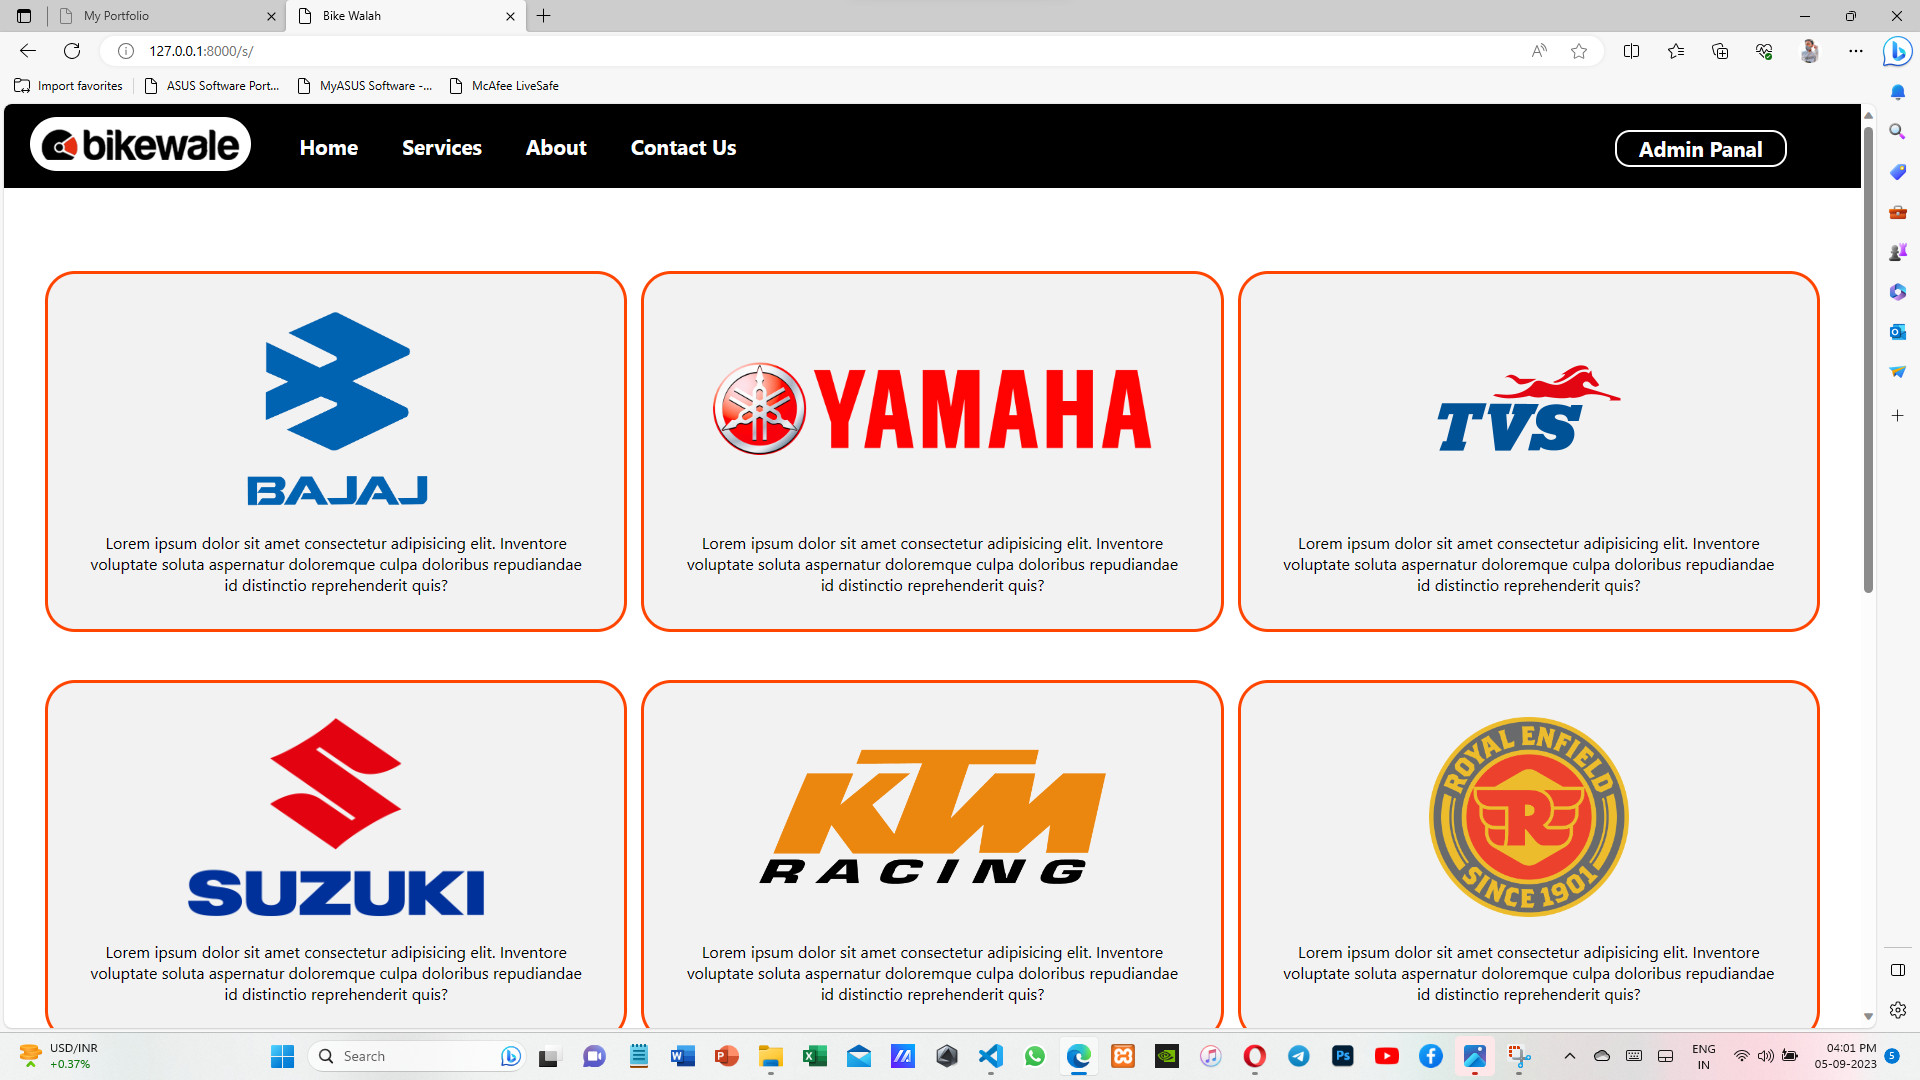 My Portfolio
Bike Walah
127.0.0.1:8000/s/
Import favorites
ASUS Software Port...
MyASUS Software -...
McAfee LiveSafe
bikewale
Home
Services
About
Contact Us
Admin Panal
BAJAJ
YAMAHA
TVS
Lorem ipsum dolor sit amet consectetur adipisicing elit. Inventore
voluptate soluta aspernatur doloremque culpa doloribus repudiandae
id distinctio reprehenderit quis?
Lorem ipsum dolor sit amet consectetur adipisicing elit. Inventore
voluptate soluta aspernatur doloremque culpa doloribus repudiandae
id distinctio reprehenderit quis?
Lorem ipsum dolor sit amet consectetur adipisicing elit. Inventore
voluptate soluta aspernatur doloremque culpa doloribus repudiandae
id distinctio reprehenderit quis?
SUZUKI
KTM
RACING
ROYAL ENFIELD
R
SINCE 1901
Lorem ipsum dolor sit amet consectetur adipisicing elit. Inventore
voluptate soluta aspernatur doloremque culpa doloribus repudiandae
id distinctio reprehenderit quis?
Lorem ipsum dolor sit amet consectetur adipisicing elit. Inventore
voluptate soluta aspernatur doloremque culpa doloribus repudiandae
id distinctio reprehenderit quis?
Lorem ipsum dolor sit amet consectetur adipisicing elit. Inventore
voluptate soluta aspernatur doloremque culpa doloribus repudiandae
id distinctio reprehenderit quis?
USD/INR
+0.37%
Search
ENG
IN
04:01 PM
05-09-2023
5